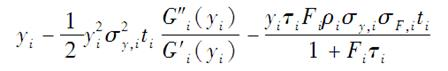 y_i - \frac{1}{2} y_i^2 \sigma_{y,i}^2 t_i \frac{G''_i(y_i)}{G'_i(y_i)} - \frac{y_i \tau_i F_i \rho_i \sigma_{y,i} \sigma_{F,i} t_i}{1 + F_i \tau_i}